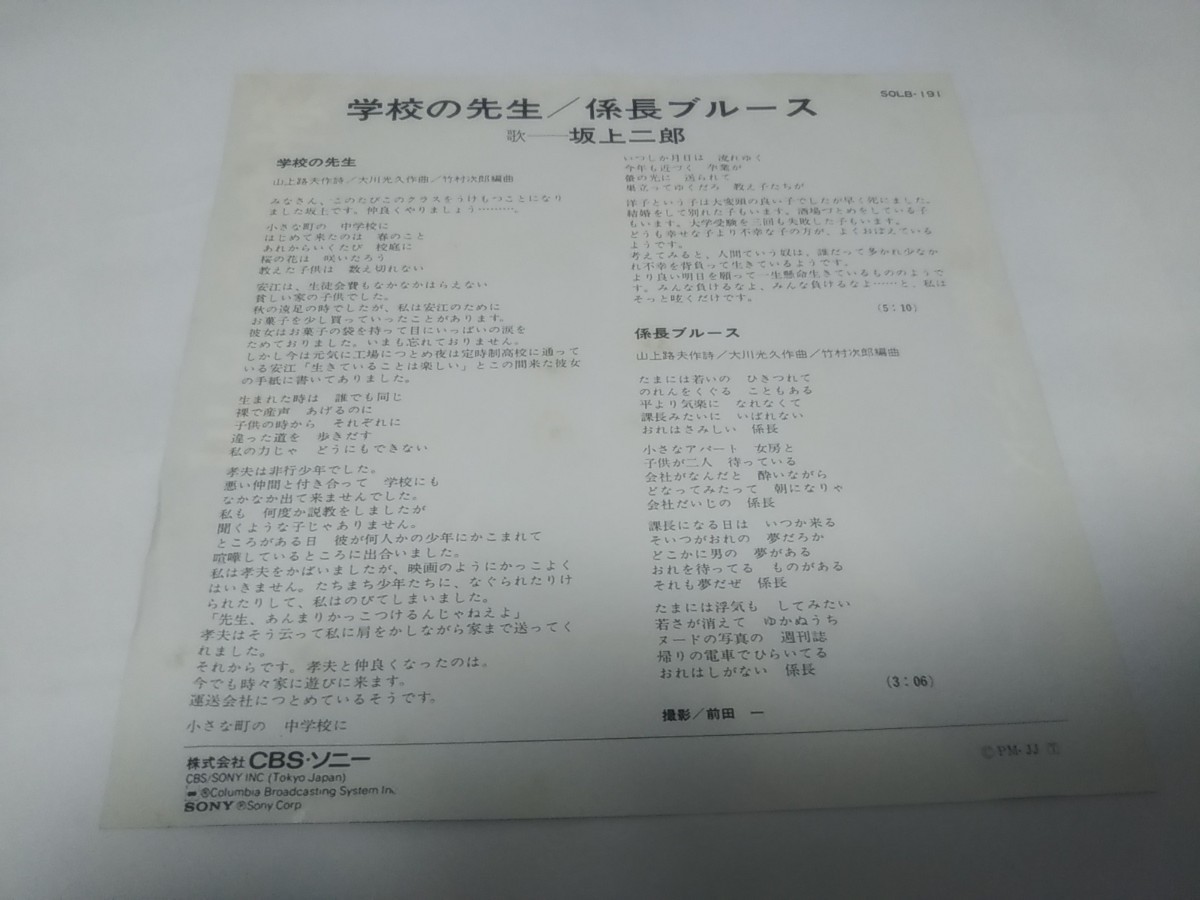 SOLB-191
学校の先生／係長ブルース
歌──坂上二郎
学校の先生
山上路夫作詩／大川光久作曲／竹村次郎編曲
みなさん、このたびこのクラスをうけもつことになり
ました坂上です。仲良くやりましょう………。
小さな町の　中学校に
はじめて来たのは　春のこと
あれからいくたび　校庭に
桜の花は　咲いたろう
教えた子供は　数え切れない
安江は、生徒会費もなかなかはらえない
貧しい家の子供でした。
秋の遠足の時でしたが、私は安江のために
お菓子を少し買っていったことがあります。
彼女はお菓子の袋を持って目にいっぱいの涙を
ためておりました。いまも忘れておりません。
しかし今は元気に工場につとめ夜は定時制高校に通って
いる安江「生きていることは楽しい」とこの間来た彼女
の手紙に書いてありました。
生まれた時は　誰でも同じ
裸で産声　あげるのに
子供の時から　それぞれに
違った道を　歩きだす
私の力じゃ　どうにもできない
孝夫は非行少年でした。
悪い仲間と付き合って　学校にも
なかなか出て来ませんでした。
私も　何度か説教をしましたが
聞くような子じゃありません。
ところがある日　彼が何人かの少年にかこまれて
喧嘩しているところに出合いました。
私は孝夫をかばいましたが、映画のようにかっこよく
はいきません。たちまち少年たちに、なぐられたりけ
られたりして、私はのびてしまいました。
「先生、あんまりかっこつけるんじゃねえよ」
孝夫はそう云って私に肩をかしながら家まで送ってく
れました。
それからです。孝夫と仲良くなったのは。
今でも時々家に遊びに来ます。
運送会社につとめているそうです。
小さな町の　中学校に
いつしか月日は　流れゆく
今年も近づく　卒業が
螢の光に　送られて
巣立ってゆくだろ　教え子たちが
洋子という子は大変頭の良い子でしたが早く死にました。
結婚をして別れた子もいます。酒場づとめをしている子
もいます。大学受験を三回も失敗した子もいます。
どうも幸せな子より不幸な子の方が、よくおぼえている
ようです。
考えてみると、人間ていう奴は、誰だって多かれ少なか
れ不幸を背負って生きているようです。
より良い明日を願って一生懸命生きているもののようで
す。みんな負けるなよ、みんな負けるなよ……と、私は
そっと呟くだけです。
(5：10)
係長ブルース
山上路夫作詩／大川光久作曲／竹村次郎編曲
たまには若いの　ひきつれて
のれんをくぐる　こともある
平より気楽に　なれなくて
課長みたいに　いばれない
おれはさみしい　係長
小さなアパート　女房と
子供が二人　待っている
会社がなんだと　酔いながら
どなってみたって　朝になりゃ
会社だいじの　係長
課長になる日は　いつか来る
そいつがおれの　夢だろか
どこかに男の　夢がある
おれを待ってる　ものがある
それも夢だぜ　係長
たまには浮気も　してみたい
若さが消えて　ゆかぬうち
ヌードの写真の　週刊誌
帰りの電車でひらいてる
おれはしがない　係長
(3：06)
撮影／前田　一
株式会社 CBS・ソニー
CBS/SONY INC (Tokyo Japan)
®Columbia Broadcasting System Inc
SONY ℗Sony Corp
Ⓒ PM・JJ Ⓣ